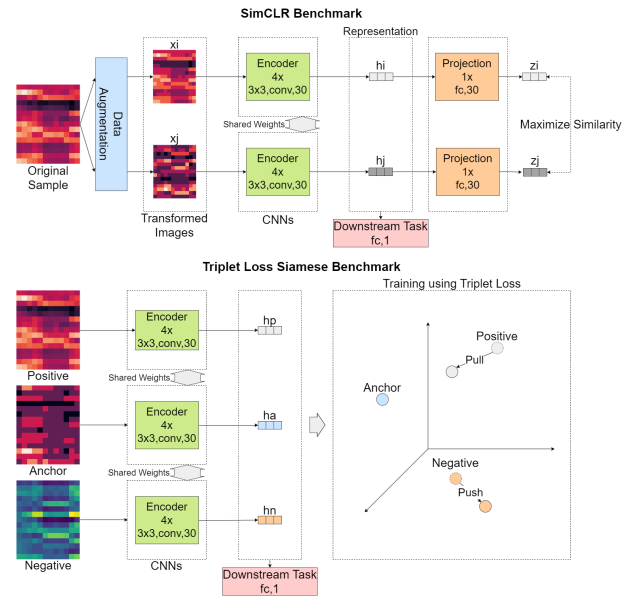 SimCLR Benchmark
Representation
xi
Encoder
4x
3x3,conv,30
hi
Projection
1x
fc,30
zi
Data
Augmentation
Shared Weights
Maximize Similarity
xj
Encoder
4x
3x3,conv,30
hj
Projection
1x
fc,30
zj
Original
Sample
Transformed
Images
CNNs
Downstream Task
fc,1
Triplet Loss Siamese Benchmark
Training using Triplet Loss
Encoder
4x
3x3,conv,30
hp
Positive
Shared Weights
Encoder
4x
3x3,conv,30
ha
Anchor
Shared Weights
Encoder
4x
3x3,conv,30
hn
Negative
CNNs
Downstream Task
fc,1
Positive
Pull
Anchor
Negative
Push